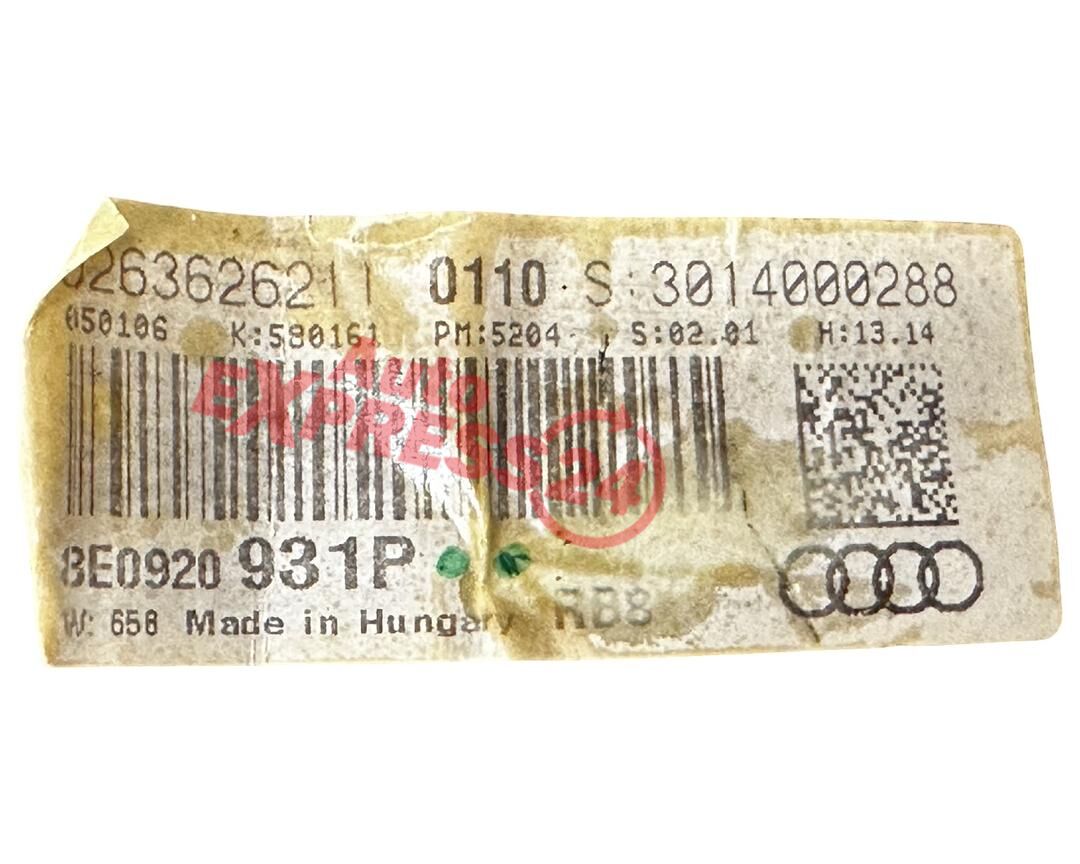 0263626211 0110 S:3014000288
050106 K:580161 PM:5204 S:02.01 H:13.14
Auto
EXPRESS24
8E0920 931P
W: 658 Made in Hungary RB8